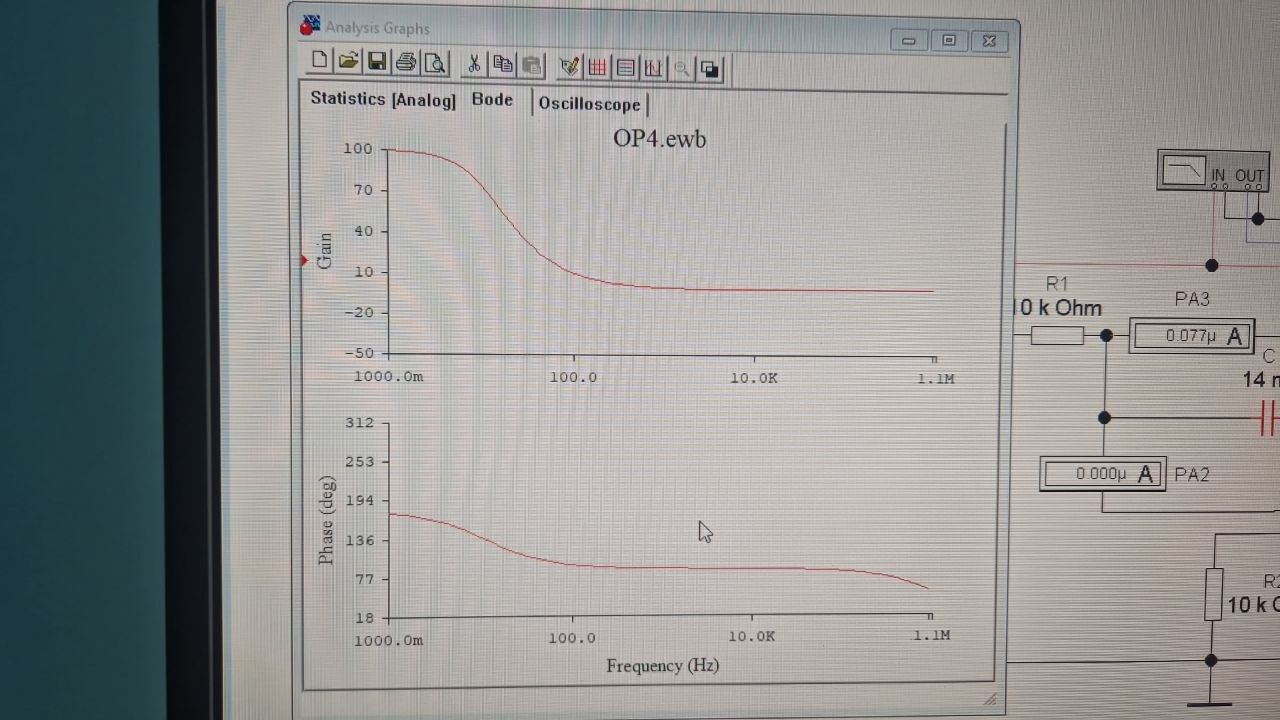 Analysis Graphs
Statistics [Analog] Bode Oscilloscope
OP4.ewb
Gain
100
70
40
10
−20
−50
1000.0m 100.0 10.0K 1.1M
Phase (deg)
312
253
194
136
77
18
1000.0m 100.0 10.0K 1.1M
Frequency (Hz)
IN OUT
R1
0 k Ohm
PA3
0.077µ A
C
14
0.000µ A PA2
10 k